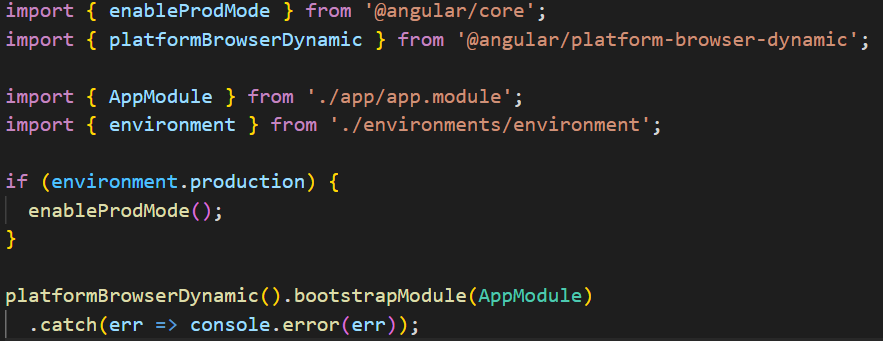 import { enableProdMode } from '@angular/core';
import { platformBrowserDynamic } from '@angular/platform-browser-dynamic';

import { AppModule } from './app/app.module';
import { environment } from './environments/environment';

if (environment.production) {
  enableProdMode();
}

platformBrowserDynamic().bootstrapModule(AppModule)
  .catch(err => console.error(err));